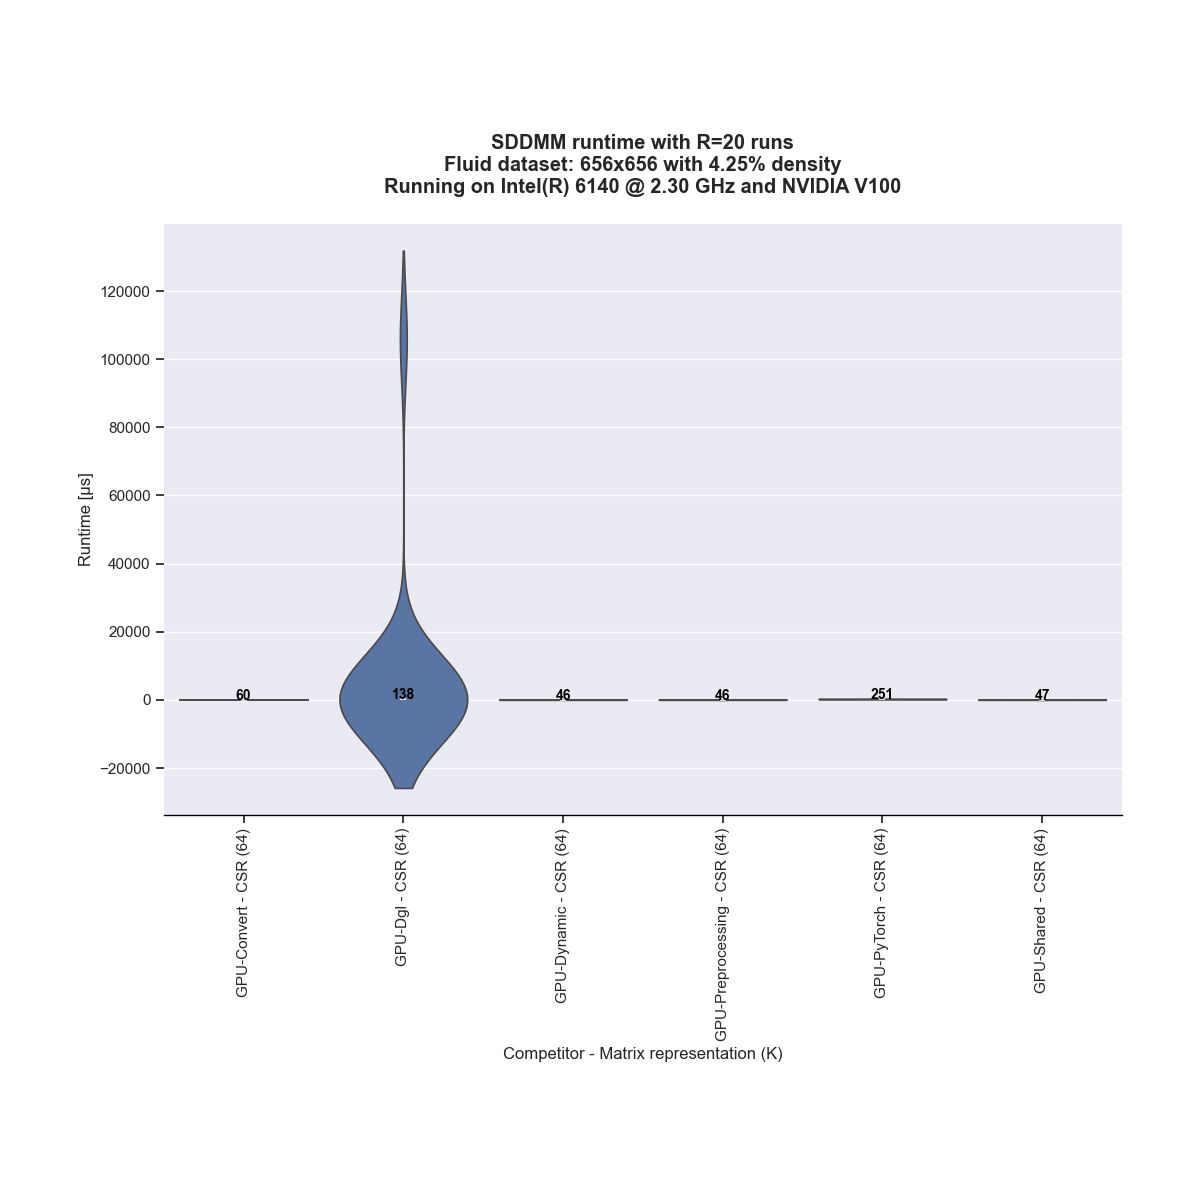 SDDMM runtime with R=20 runs
Fluid dataset: 656x656 with 4.25% density
Running on Intel(R) 6140 @ 2.30 GHz and NVIDIA V100
Runtime [µs]
120000
100000
80000
60000
40000
20000
0
−20000
60
138
46
46
251
47
GPU-Convert - CSR (64)
GPU-Dgl - CSR (64)
GPU-Dynamic - CSR (64)
GPU-Preprocessing - CSR (64)
GPU-PyTorch - CSR (64)
GPU-Shared - CSR (64)
Competitor - Matrix representation (K)